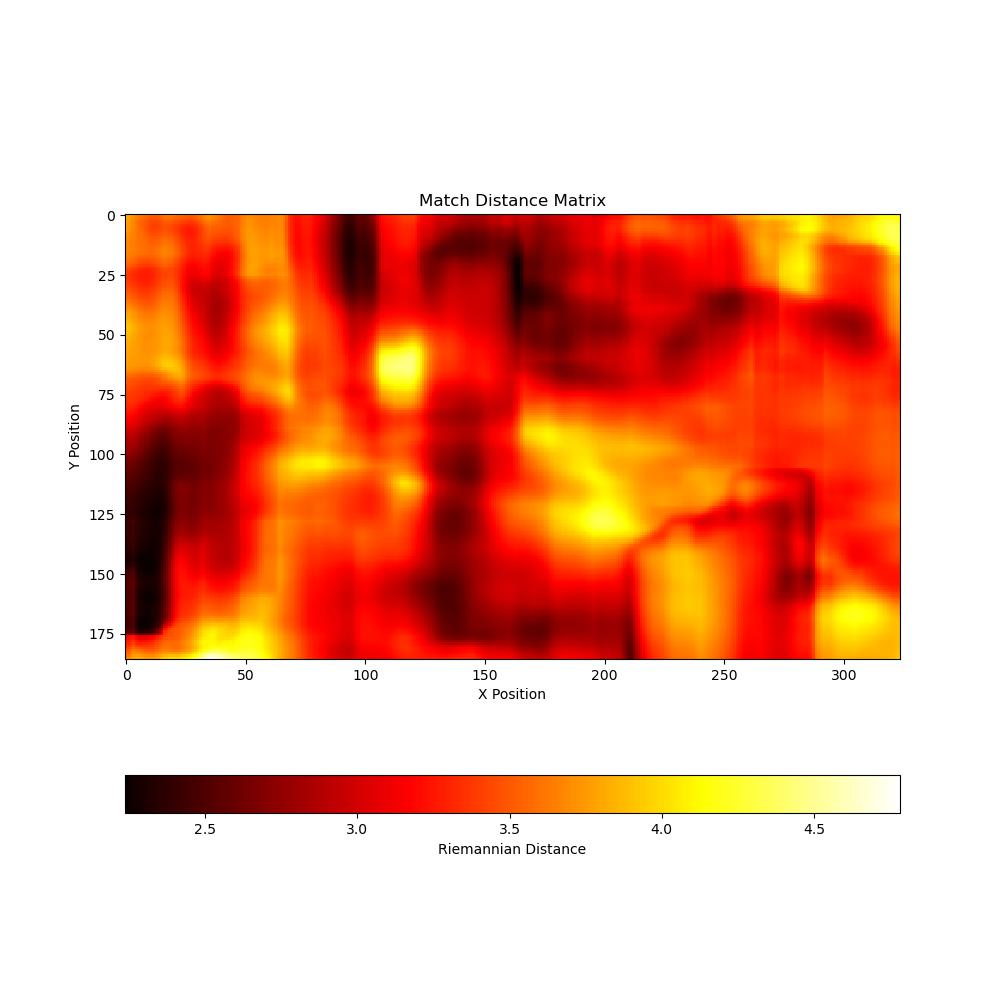 Match Distance Matrix
0
25
50
75
100
125
150
175
Y Position
0 50 100 150 200 250 300
X Position
2.5 3.0 3.5 4.0 4.5
Riemannian Distance